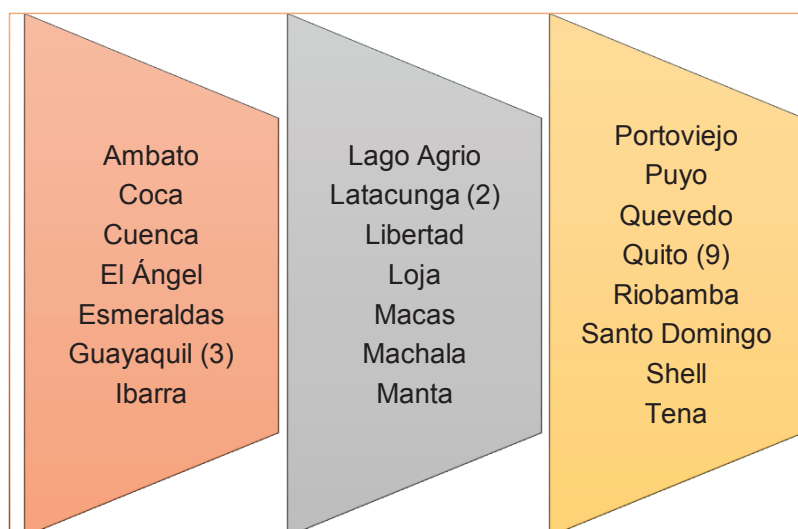 Ambato
Coca
Cuenca
El Ángel
Esmeraldas
Guayaquil (3)
Ibarra
Lago Agrio
Latacunga (2)
Libertad
Loja
Macas
Machala
Manta
Portoviejo
Puyo
Quevedo
Quito (9)
Riobamba
Santo Domingo
Shell
Tena